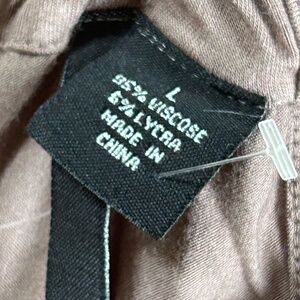 L
95% VISCOSE
5% LYCRA
MADE IN
CHINA